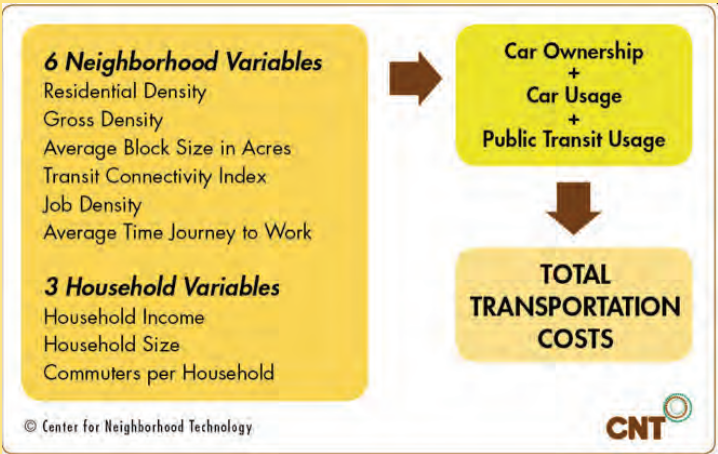 6 Neighborhood Variables
Residential Density
Gross Density
Average Block Size in Acres
Transit Connectivity Index
Job Density
Average Time Journey to Work
3 Household Variables
Household Income
Household Size
Commuters per Household
Car Ownership
+
Car Usage
+
Public Transit Usage
TOTAL
TRANSPORTATION
COSTS
© Center for Neighborhood Technology
CNT